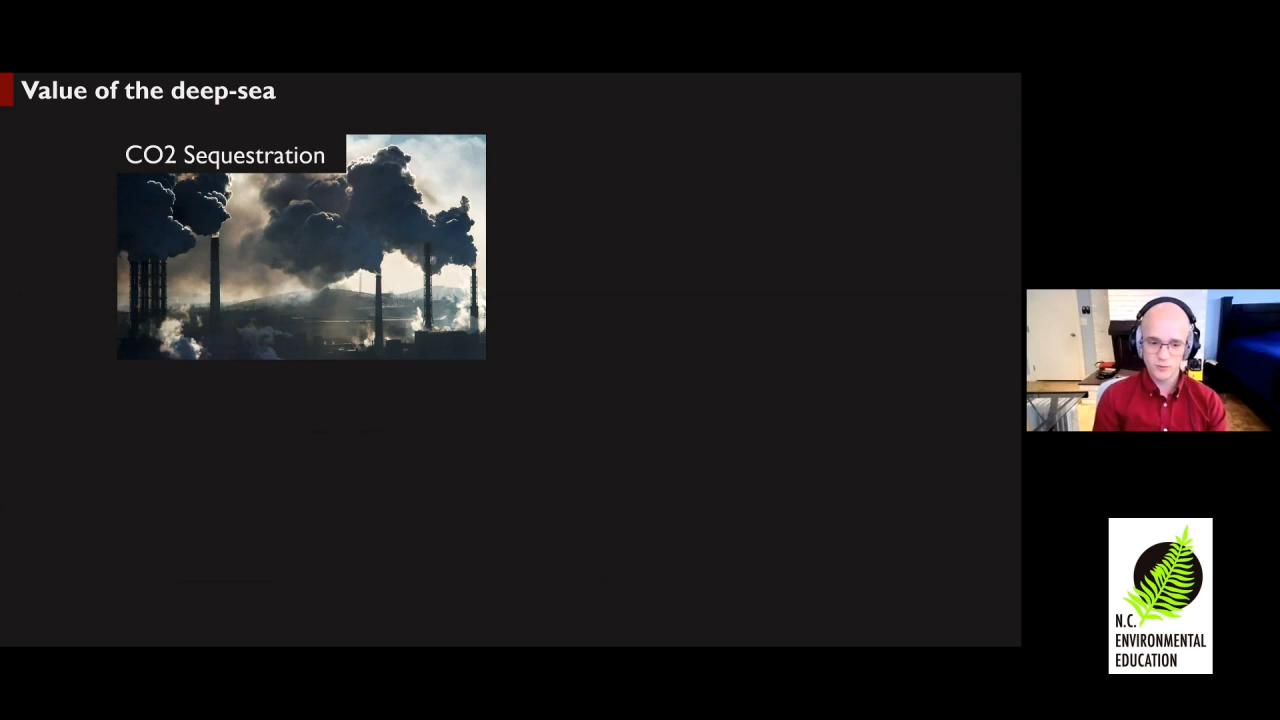 Value of the deep-sea
CO2 Sequestration
N.C.
ENVIRONMENTAL
EDUCATION